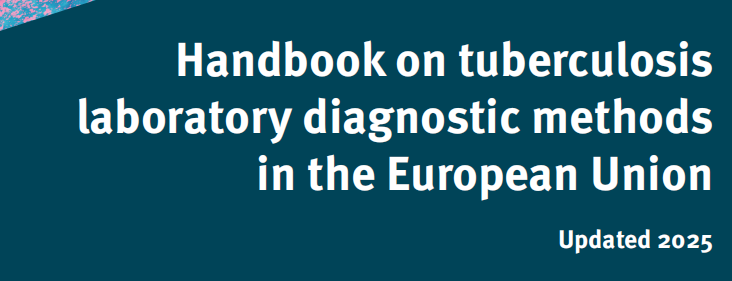 Handbook on tuberculosis
laboratory diagnostic methods
in the European Union
Updated 2025